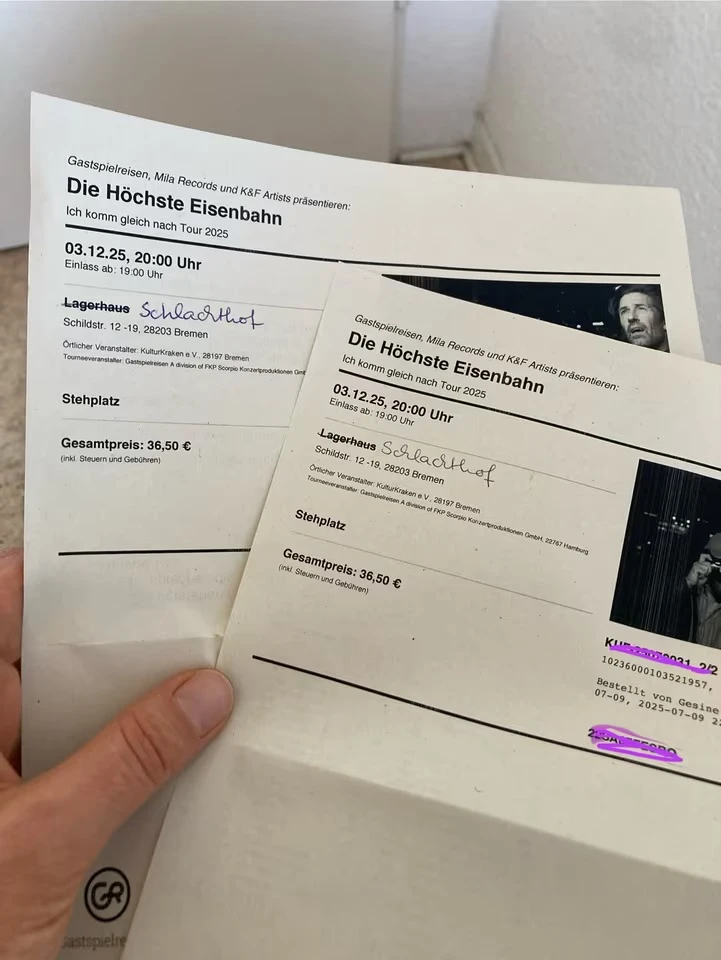 Gastspielreisen, Mila Records und K&F Artists präsentieren:
Die Höchste Eisenbahn
Ich komm gleich nach Tour 2025
03.12.25, 20:00 Uhr
Einlass ab: 19:00 Uhr
Lagerhaus Schlachthof
Schildstr. 12 -19, 28203 Bremen
Örtlicher Veranstalter: KulturKraken e.V., 28197 Bremen
Tourneeveranstalter: Gastspielreisen A division of FKP Scorpio Konzertproduktionen
Stehplatz
Gesamtpreis: 36,50 €
(inkl. Steuern und Gebühren)
Gastspielreisen, Mila Records und K&F Artists präsentieren:
Die Höchste Eisenbahn
Ich komm gleich nach Tour 2025
03.12.25, 20:00 Uhr
Einlass ab: 19:00 Uhr
Lagerhaus Schlachthof
Schildstr. 12 -19, 28203 Bremen
Örtlicher Veranstalter: KulturKraken e.V., 28197 Bremen
Tourneeveranstalter: Gastspielreisen A division of FKP Scorpio Konzertproduktionen GmbH, 22767 Hamburg
Stehplatz
Gesamtpreis: 36,50 €
(inkl. Steuern und Gebühren)
2/2
10236000103521957,
Bestellt von Gesine
07-09, 2025-07-09
GR
Gastspielre